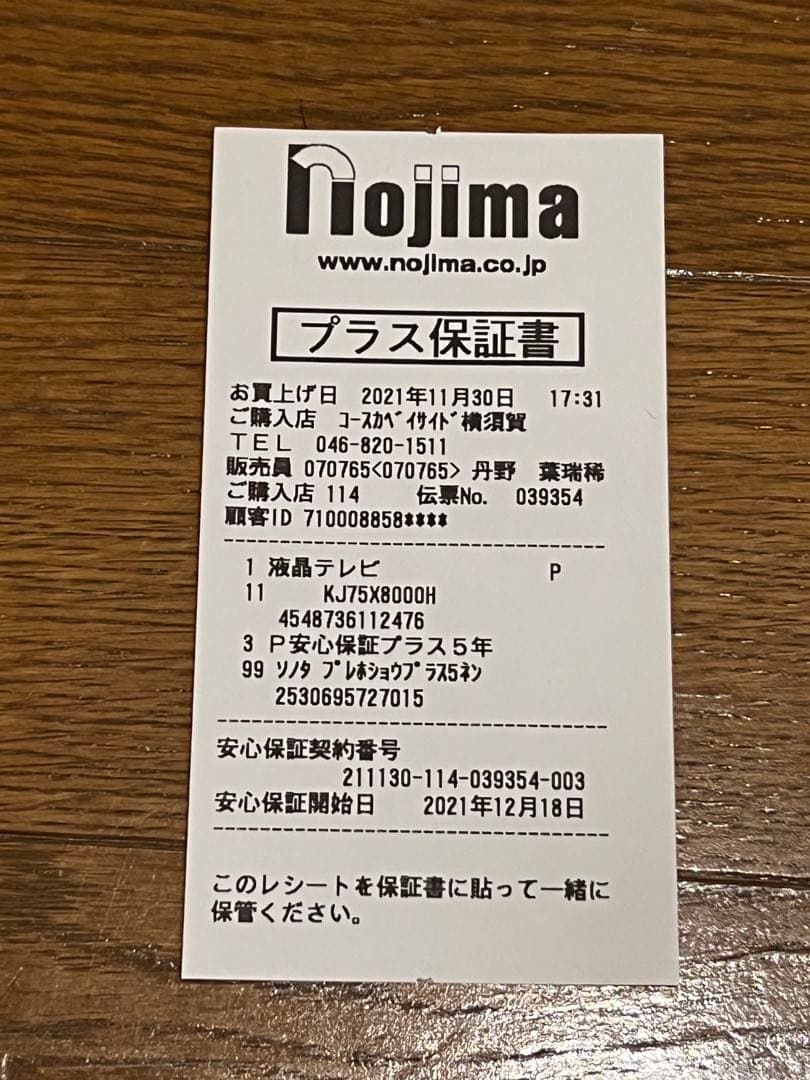 nojima
www.nojima.co.jp
プラス保証書
お買上げ日 2021年11月30日 17:31
ご購入店 ｺｰｽｶﾍﾞｲｻｲﾄﾞ横須賀
ＴＥＬ 046-820-1511
販売員 070765<070765> 丹野 葉瑞稀
ご購入店 114 伝票No. 039354
顧客ID 710008858****
1 液晶テレビ P
11 KJ75X8000H
4548736112476
3 Ｐ安心保証プラス５年
99 ｿﾉﾀ ﾌﾟﾚﾎｼｮｳﾌﾟﾗｽ5ﾈﾝ
2530695727015
安心保証契約番号
211130-114-039354-003
安心保証開始日 2021年12月18日
このレシートを保証書に貼って一緒に
保管ください。